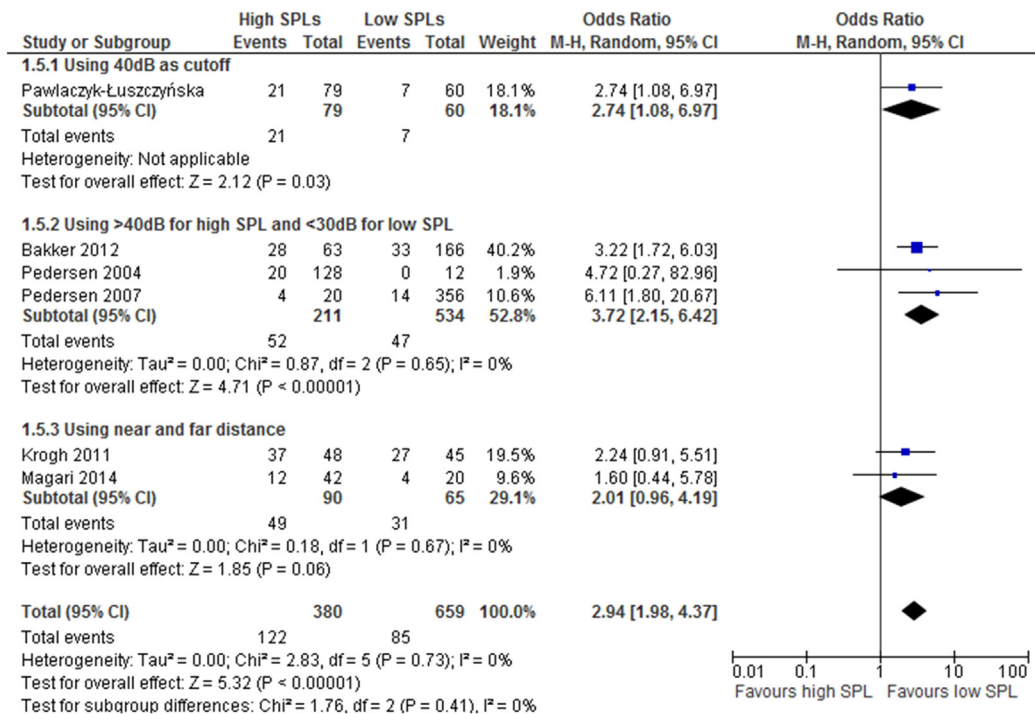 High SPLs Low SPLs Odds Ratio Odds Ratio
Study or Subgroup Events Total Events Total Weight M-H, Random, 95% CI M-H, Random, 95% CI
1.5.1 Using 40dB as cutoff
Pawlaczyk-Łuszczyńska 21 79 7 60 18.1% 2.74 [1.08, 6.97]
Subtotal (95% CI) 79 60 18.1% 2.74 [1.08, 6.97]
Total events 21 7
Heterogeneity: Not applicable
Test for overall effect: Z = 2.12 (P = 0.03)
1.5.2 Using >40dB for high SPL and <30dB for low SPL
Bakker 2012 28 63 33 166 40.2% 3.22 [1.72, 6.03]
Pedersen 2004 20 128 0 12 1.9% 4.72 [0.27, 82.96]
Pedersen 2007 4 20 14 356 10.6% 6.11 [1.80, 20.67]
Subtotal (95% CI) 211 534 52.8% 3.72 [2.15, 6.42]
Total events 52 47
Heterogeneity: Tau² = 0.00; Chi² = 0.87, df = 2 (P = 0.65); I² = 0%
Test for overall effect: Z = 4.71 (P < 0.00001)
1.5.3 Using near and far distance
Krogh 2011 37 48 27 45 19.5% 2.24 [0.91, 5.51]
Magari 2014 12 42 4 20 9.6% 1.60 [0.44, 5.78]
Subtotal (95% CI) 90 65 29.1% 2.01 [0.96, 4.19]
Total events 49 31
Heterogeneity: Tau² = 0.00; Chi² = 0.18, df = 1 (P = 0.67); I² = 0%
Test for overall effect: Z = 1.85 (P = 0.06)
Total (95% CI) 380 659 100.0% 2.94 [1.98, 4.37]
Total events 122 85
Heterogeneity: Tau² = 0.00; Chi² = 2.83, df = 5 (P = 0.73); I² = 0%
Test for overall effect: Z = 5.32 (P < 0.00001)
Test for subgroup differences: Chi² = 1.76, df = 2 (P = 0.41), I² = 0%
0.01 0.1 1 10 100
Favours high SPL Favours low SPL